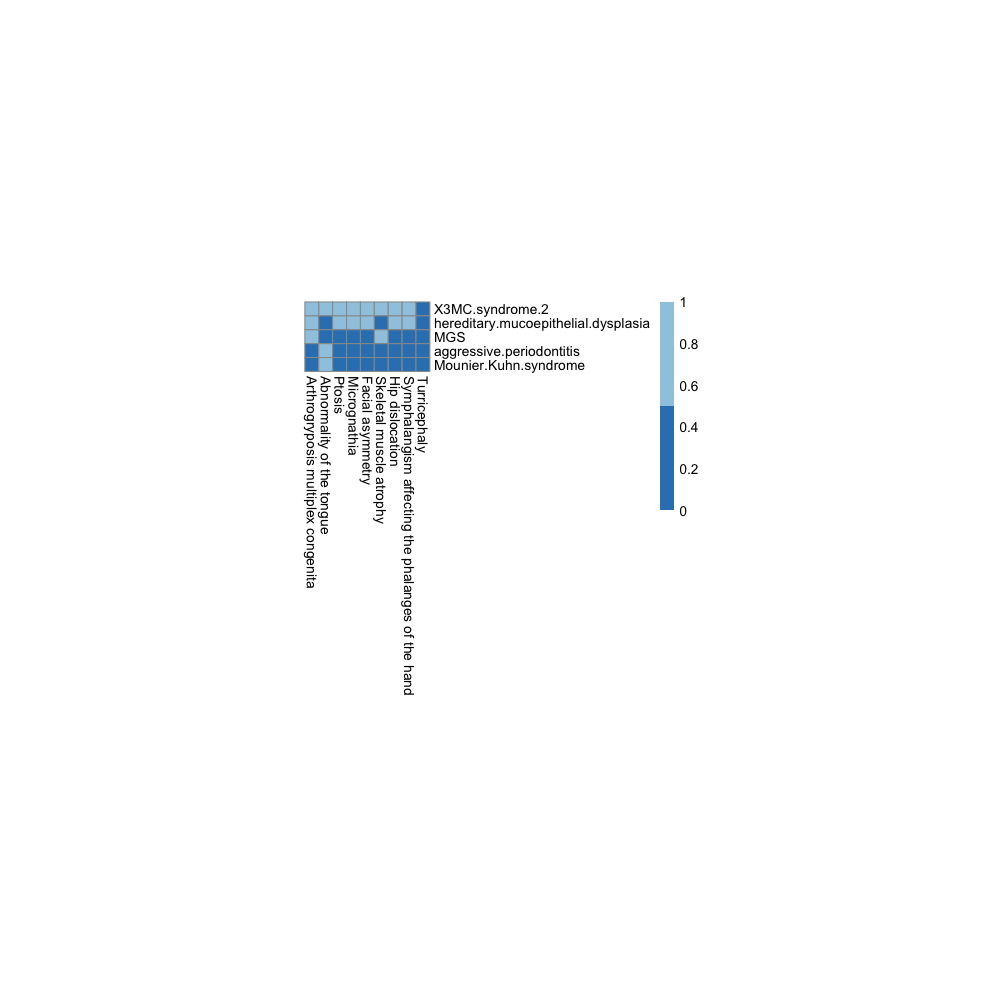 X3MC.syndrome.2
hereditary.mucoepithelial.dysplasia
MGS
aggressive.periodontitis
Mounier.Kuhn.syndrome
Arthrogryposis multiplex congenita
Abnormality of the tongue
Ptosis
Micrognathia
Facial asymmetry
Skeletal muscle atrophy
Hip dislocation
Symphalangism affecting the phalanges of the hand
Turricephaly
1
0.8
0.6
0.4
0.2
0